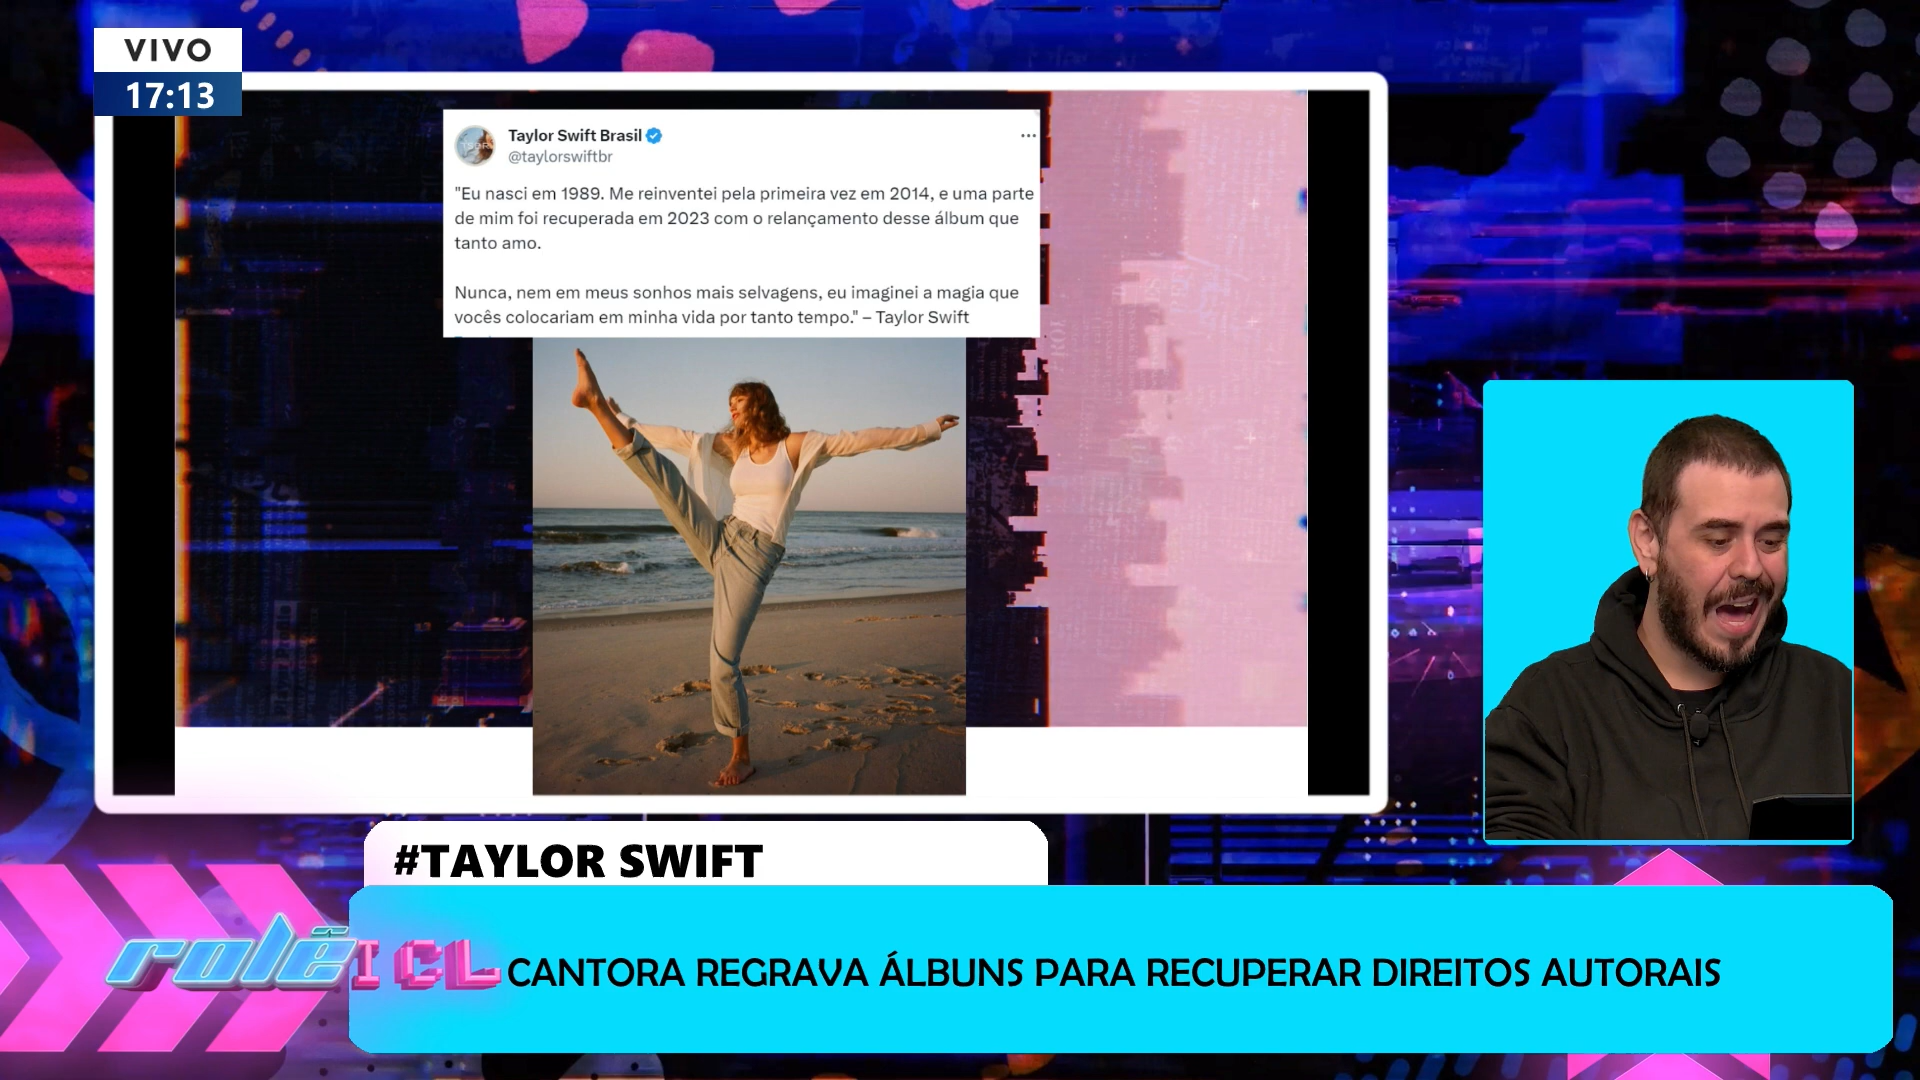 VIVO
17:13
Taylor Swift Brasil
@taylorswiftbr
"Eu nasci em 1989. Me reinventei pela primeira vez em 2014, e uma parte
de mim foi recuperada em 2023 com o relançamento desse álbum que
tanto amo.
Nunca, nem em meus sonhos mais selvagens, eu imaginei a magia que
vocês colocariam em minha vida por tanto tempo." – Taylor Swift
#TAYLOR SWIFT
rolê ICL
CANTORA REGRAVA ÁLBUNS PARA RECUPERAR DIREITOS AUTORAIS